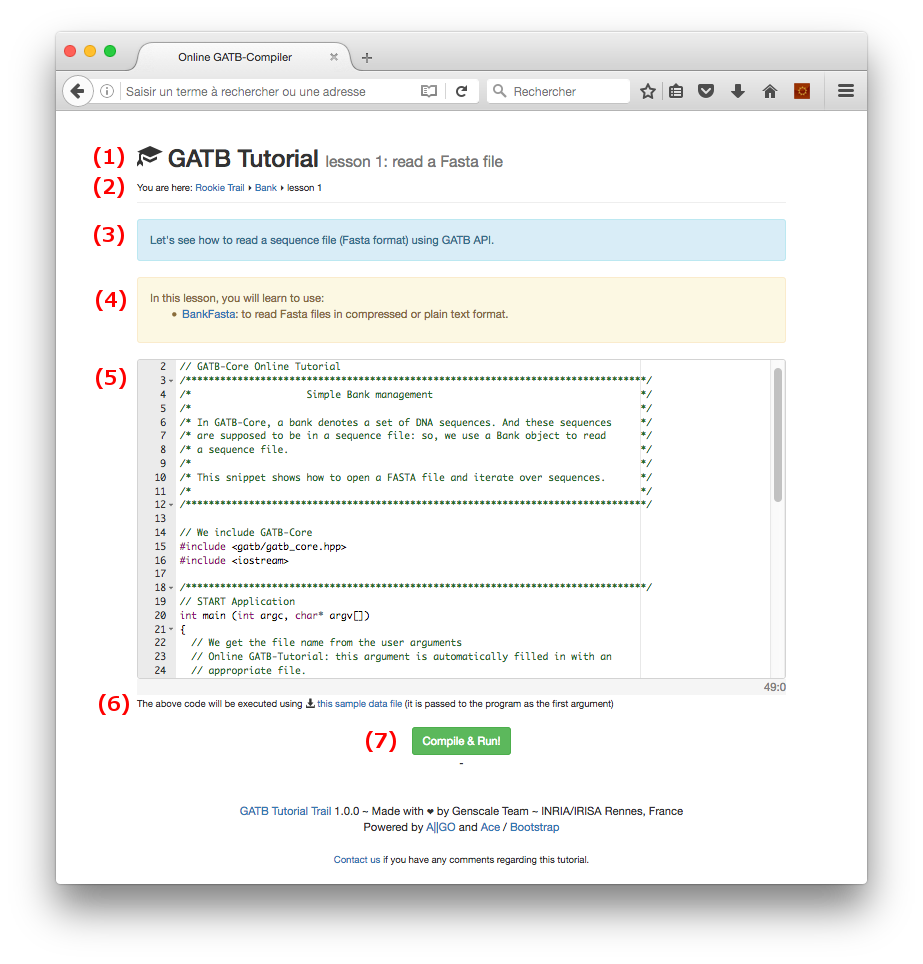 Online GATB-Compiler
Saisir un terme à rechercher ou une adresse
Rechercher
(1) GATB Tutorial lesson 1: read a Fasta file
(2) You are here: Rookie Trail Bank lesson 1
(3) Let's see how to read a sequence file (Fasta format) using GATB API.
(4) In this lesson, you will learn to use:
• BankFasta: to read Fasta files in compressed or plain text format.
(5) 2 // GATB-Core Online Tutorial
3 /********************************************************************************/
4 /* Simple Bank management */
5 /* */
6 /* In GATB-Core, a bank denotes a set of DNA sequences. And these sequences */
7 /* are supposed to be in a sequence file: so, we use a Bank object to read */
8 /* a sequence file. */
9 /* */
10 /* This snippet shows how to open a FASTA file and iterate over sequences. */
11 /* */
12 /********************************************************************************/
13
14 // We include GATB-Core
15 #include <gatb/gatb_core.hpp>
16 #include <iostream>
17
18 /********************************************************************************/
19 // START Application
20 int main (int argc, char* argv[])
21 {
22 // We get the file name from the user arguments
23 // Online GATB-Tutorial: this argument is automatically filled in with an
24 // appropriate file.
49:0
(6) The above code will be executed using this sample data file (it is passed to the program as the first argument)
(7) Compile & Run!
-
GATB Tutorial Trail 1.0.0 ~ Made with ❤ by Genscale Team ~ INRIA/IRISA Rennes, France
Powered by A||GO and Ace / Bootstrap
Contact us if you have any comments regarding this tutorial.